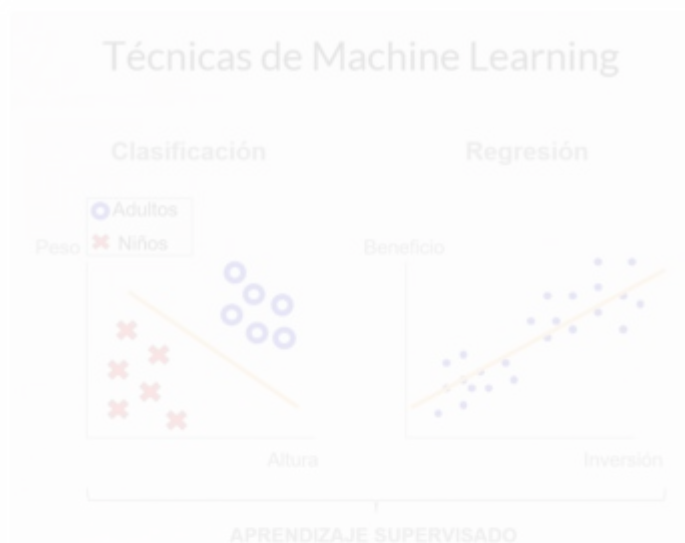 Técnicas de Machine Learning
Clasificación
Adultos
Niños
Peso
Altura
Regresión
Beneficio
Inversión
APRENDIZAJE SUPERVISADO